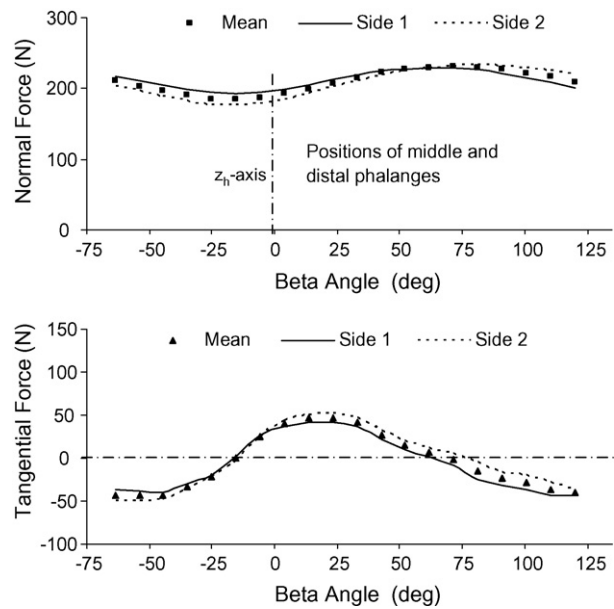 Mean Side 1 Side 2
Normal Force (N)
300
200
100
0
z_h-axis
Positions of middle and
distal phalanges
-75 -50 -25 0 25 50 75 100 125
Beta Angle (deg)
Mean Side 1 Side 2
Tangential Force (N)
150
100
50
0
-50
-100
-75 -50 -25 0 25 50 75 100 125
Beta Angle (deg)